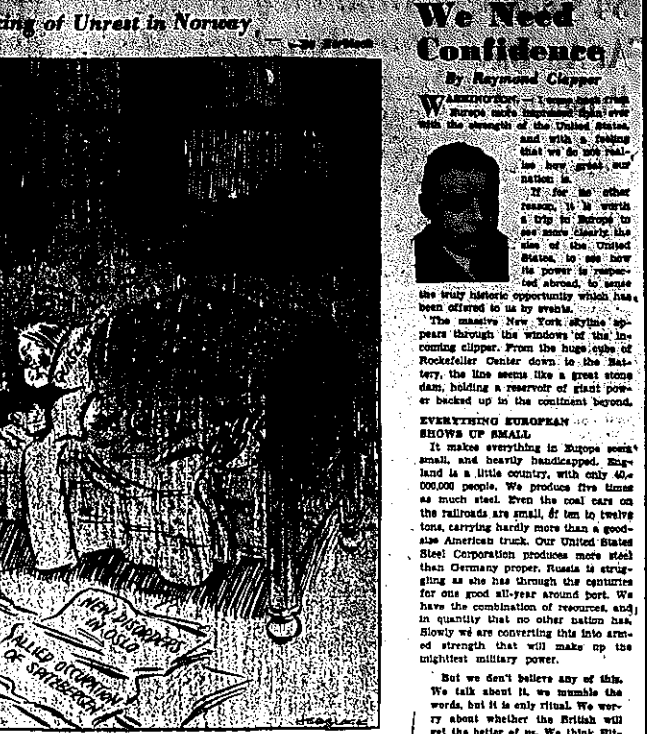 ing of Unrest in Norway
NEW DISORDERS
IN OSLO
ALLIED OCCUPATION
OF SPITZBERGEN
We Need
Confidence
By Raymond Clapper
WASHINGTON — I come back from
Europe more impressed than ever
with the strength of the United States,
and with a feeling
that we do not real-
ize how great our
nation is.
If for no other
reason, it is worth
a trip to Europe to
see more clearly the
size of the United
States, to see how
its power is respec-
ted abroad, to sense
the truly historic opportunity which has
been offered to us by events.
The massive New York skyline ap-
pears through the windows of the in-
coming clipper. From the huge cube of
Rockefeller Center down to the Bat-
tery, the line seems like a great stone
dam, holding a reservoir of giant pow-
er backed up in the continent beyond.
EVERYTHING EUROPEAN
SHOWS UP SMALL
It makes everything in Europe seem
small, and heavily handicapped. Eng-
land is a little country, with only 40,-
000,000 people. We produce five times
as much steel. Even the coal cars on
the railroads are small, of ten to twelve
tons, carrying hardly more than a good-
size American truck. Our United States
Steel Corporation produces more steel
than Germany proper. Russia is strug-
gling as she has through the centuries
for one good all-year around port. We
have the combination of resources, and
in quantity that no other nation has.
Slowly we are converting this into arm-
ed strength that will make up the
mightiest military power.
But we don't believe any of this.
We talk about it, we mumble the
words, but it is only ritual. We wor-
ry about whether the British will
get the better of us. We think Hit-